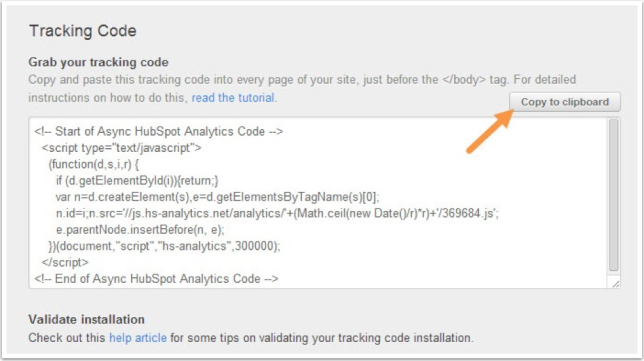 Tracking Code
Grab your tracking code
Copy and paste this tracking code into every page of your site, just before the </body> tag. For detailed
instructions on how to do this, read the tutorial.
Copy to clipboard
<!-- Start of Async HubSpot Analytics Code -->
<script type="text/javascript">
(function(d,s,i,r) {
if (d.getElementById(i)){return;}
var n=d.createElement(s),e=d.getElementsByTagName(s)[0];
n.id=i;n.src='//js.hs-analytics.net/analytics/'+(Math.ceil(new Date()/r)*r)+'/369684.js';
e.parentNode.insertBefore(n, e);
})(document,"script","hs-analytics",300000);
</script>
<!-- End of Async HubSpot Analytics Code -->
Validate installation
Check out this help article for some tips on validating your tracking code installation.